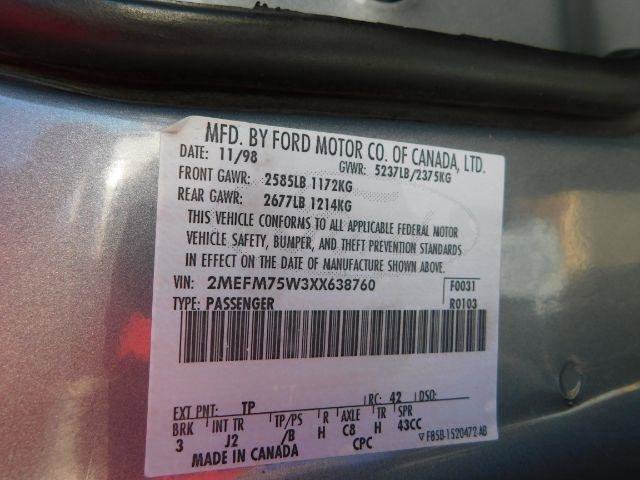 MFD. BY FORD MOTOR CO. OF CANADA, LTD.
DATE: 11/98 GVWR: 5237LB/2375KG
FRONT GAWR: 2585LB 1172KG
REAR GAWR: 2677LB 1214KG
THIS VEHICLE CONFORMS TO ALL APPLICABLE FEDERAL MOTOR
VEHICLE SAFETY, BUMPER, AND THEFT PREVENTION STANDARDS
IN EFFECT ON THE DATE OF MANUFACTURE SHOWN ABOVE.
VIN: 2MEFM75W3XX638760 F0031
TYPE: PASSENGER R0103
EXT PNT: TP RC: 42 DSO:
BRK INT TR TP/PS R AXLE TR SPR
3 J2 /B H C8 H 43CC
MADE IN CANADA CPC F85B-1520472-AB